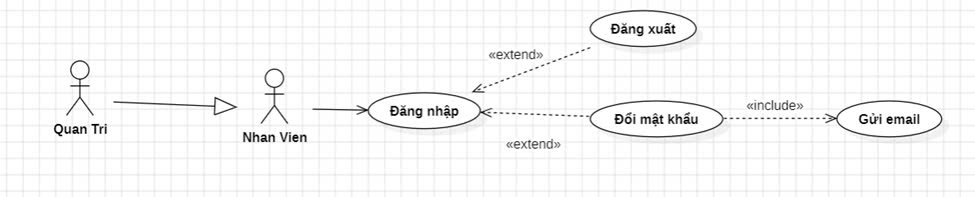 Đăng xuất
«extend»
Quan Tri
Nhan Vien
Đăng nhập
Đổi mật khẩu
«include»
Gửi email
«extend»